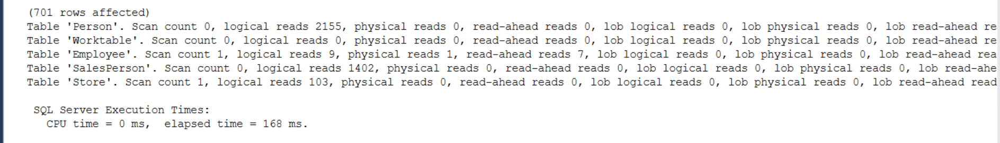 (701 rows affected)
Table 'Person'. Scan count 0, logical reads 2155, physical reads 0, read-ahead reads 0, lob logical reads 0, lob physical reads 0, lob read-ahead re
Table 'Worktable'. Scan count 0, logical reads 0, physical reads 0, read-ahead reads 0, lob logical reads 0, lob physical reads 0, lob read-ahead re
Table 'Employee'. Scan count 1, logical reads 9, physical reads 1, read-ahead reads 7, lob logical reads 0, lob physical reads 0, lob read-ahead rea
Table 'SalesPerson'. Scan count 0, logical reads 1402, physical reads 0, read-ahead reads 0, lob logical reads 0, lob physical reads 0, lob read-ahe
Table 'Store'. Scan count 1, logical reads 103, physical reads 0, read-ahead reads 0, lob logical reads 0, lob physical reads 0, lob read-ahead read
SQL Server Execution Times:
CPU time = 0 ms,  elapsed time = 168 ms.